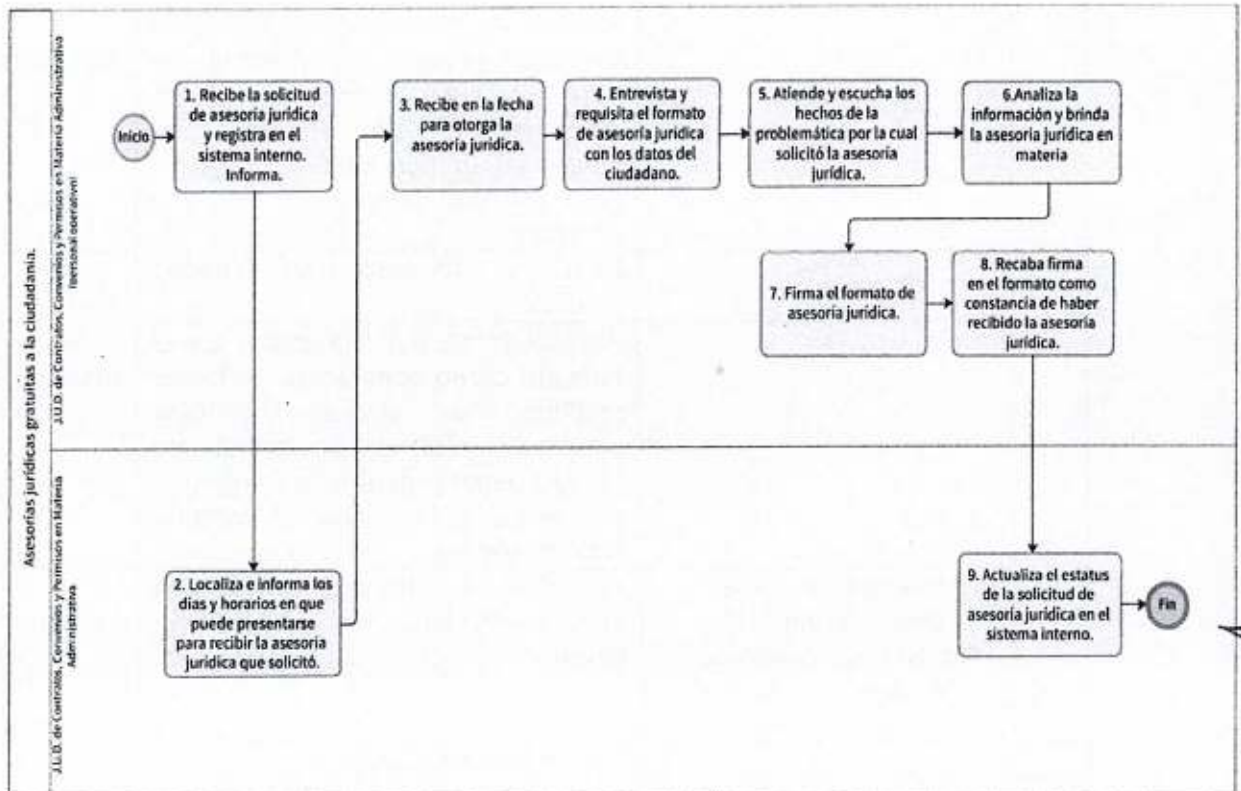 Asesorías jurídicas gratuitas a la ciudadanía.
J.U.D. de Contratos, Convenios y Permisos en Materia Administrativa
(personal operativo)
Inicio
1. Recibe la solicitud
de asesoría jurídica
y registra en el
sistema interno.
Informa.
3. Recibe en la fecha
para otorga la
asesoría jurídica.
4. Entrevista y
requisita el formato
de asesoría jurídica
con los datos del
ciudadano.
5. Atiende y escucha los
hechos de la
problemática por la cual
solicitó la asesoría
jurídica.
6.Analiza la
información y brinda
la asesoría jurídica en
materia
7. Firma el formato de
asesoría jurídica.
8. Recaba firma
en el formato como
constancia de haber
recibido la asesoría
jurídica.
J.U.D. de Contratos, Convenios y Permisos en Materia
Administrativa
2. Localiza e informa los
días y horarios en que
puede presentarse
para recibir la asesoría
jurídica que solicitó.
9. Actualiza el estatus
de la solicitud de
asesoría jurídica en el
sistema interno.
Fin